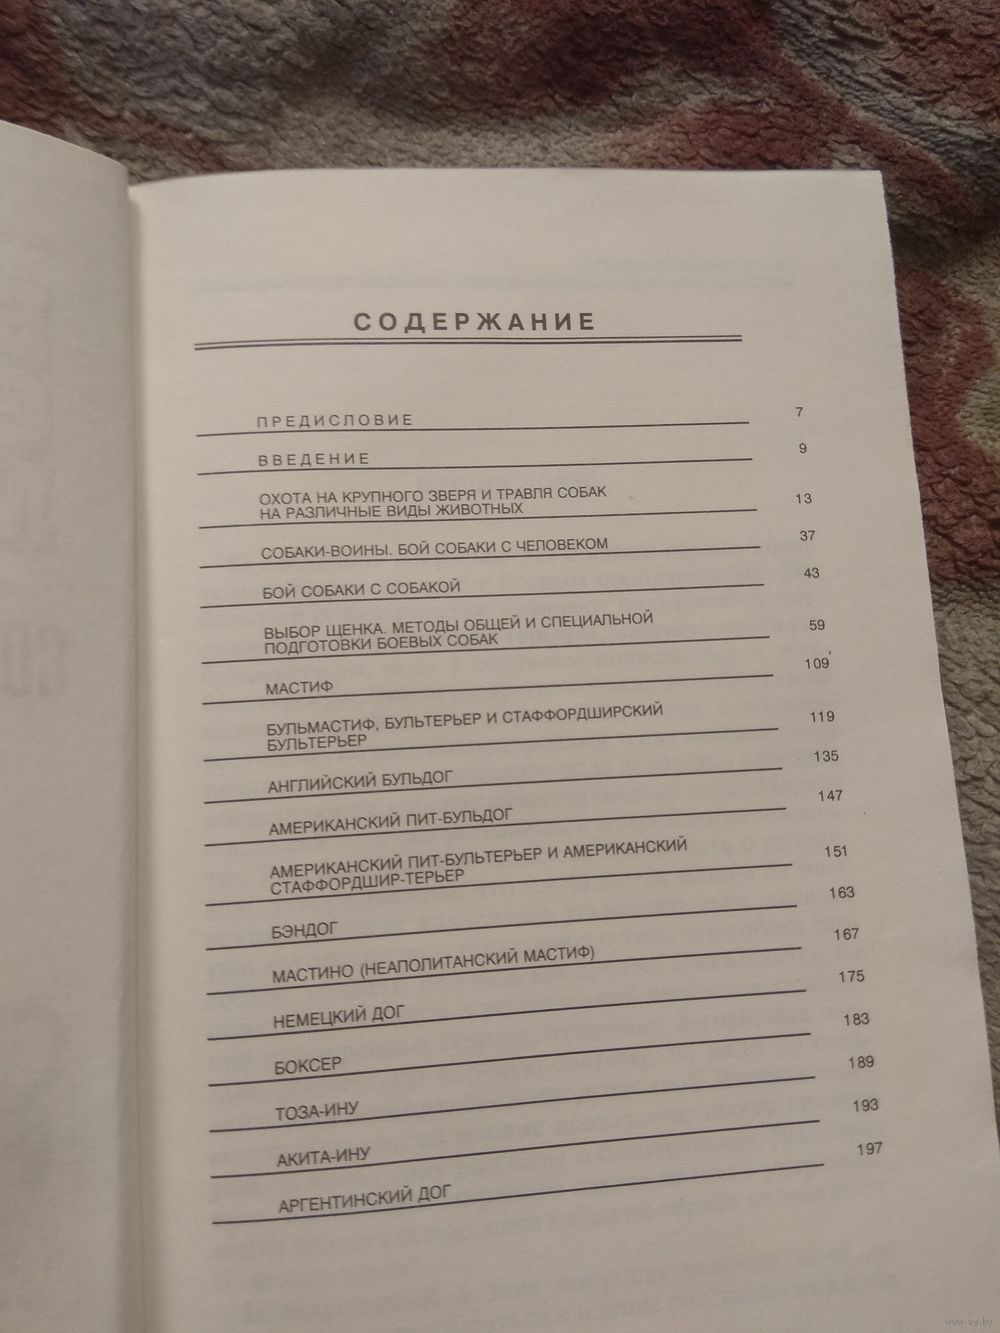 СОДЕРЖАНИЕ
ПРЕДИСЛОВИЕ 7
ВВЕДЕНИЕ 9
ОХОТА НА КРУПНОГО ЗВЕРЯ И ТРАВЛЯ СОБАК
НА РАЗЛИЧНЫЕ ВИДЫ ЖИВОТНЫХ 13
СОБАКИ-ВОИНЫ. БОЙ СОБАКИ С ЧЕЛОВЕКОМ 37
БОЙ СОБАКИ С СОБАКОЙ 43
ВЫБОР ЩЕНКА. МЕТОДЫ ОБЩЕЙ И СПЕЦИАЛЬНОЙ
ПОДГОТОВКИ БОЕВЫХ СОБАК 59
МАСТИФ 109
БУЛЬМАСТИФ, БУЛЬТЕРЬЕР И СТАФФОРДШИРСКИЙ
БУЛЬТЕРЬЕР 119
АНГЛИЙСКИЙ БУЛЬДОГ 135
АМЕРИКАНСКИЙ ПИТ-БУЛЬДОГ 147
АМЕРИКАНСКИЙ ПИТ-БУЛЬТЕРЬЕР И АМЕРИКАНСКИЙ
СТАФФОРДШИР-ТЕРЬЕР 151
БЭНДОГ 163
МАСТИНО (НЕАПОЛИТАНСКИЙ МАСТИФ) 167
НЕМЕЦКИЙ ДОГ 175
БОКСЕР 183
ТОЗА-ИНУ 189
АКИТА-ИНУ 193
АРГЕНТИНСКИЙ ДОГ 197
www.ay.by